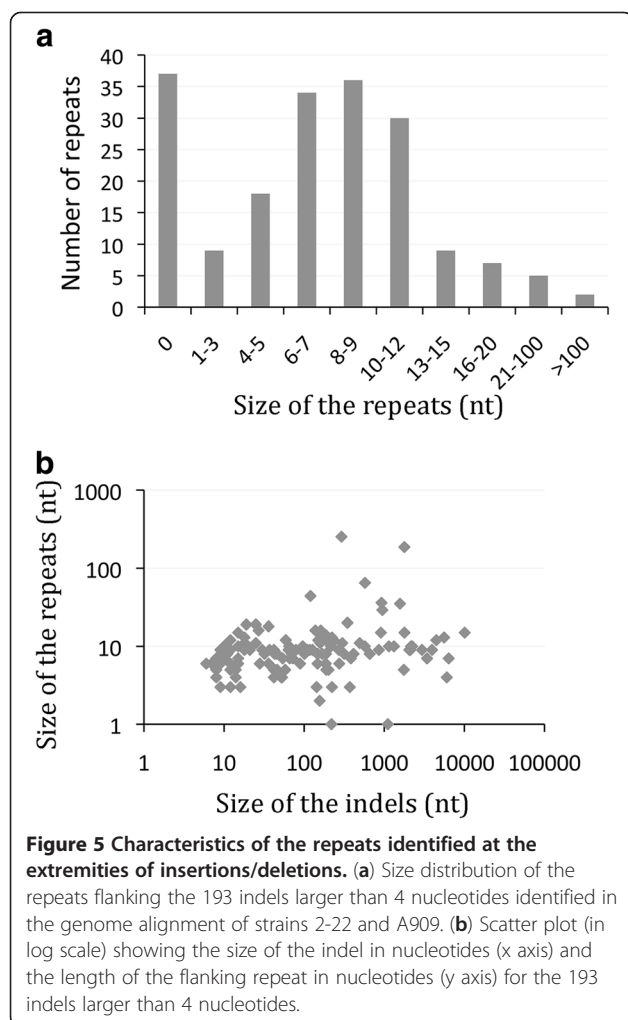 a
Number of repeats
40
35
30
25
20
15
10
5
0
0 1-3 4-5 6-7 8-9 10-12 13-15 16-20 21-100 >100
Size of the repeats (nt)
b
Size of the repeats (nt)
1000
100
10
1
1 10 100 1000 10000 100000
Size of the indels (nt)
Figure 5 Characteristics of the repeats identified at the
extremities of insertions/deletions. (a) Size distribution of the
repeats flanking the 193 indels larger than 4 nucleotides identified in
the genome alignment of strains 2-22 and A909. (b) Scatter plot (in
log scale) showing the size of the indel in nucleotides (x axis) and
the length of the flanking repeat in nucleotides (y axis) for the 193
indels larger than 4 nucleotides.